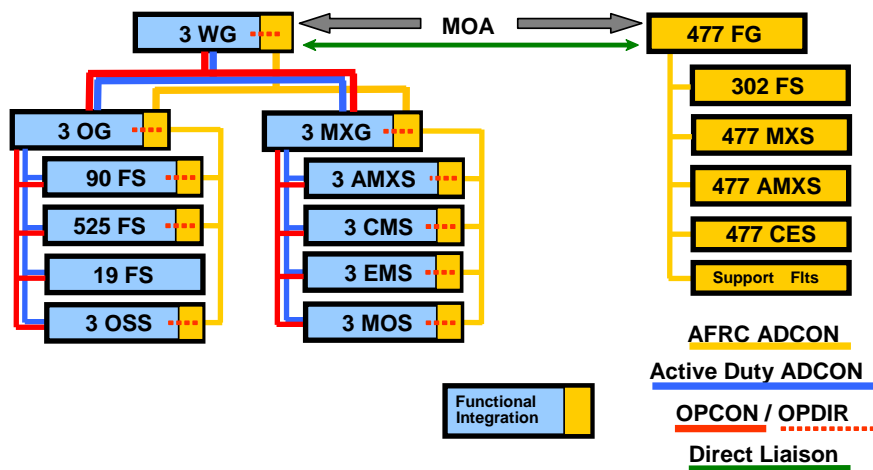 3 WG
MOA
477 FG
302 FS
3 OG
3 MXG
477 MXS
90 FS
3 AMXS
477 AMXS
525 FS
3 CMS
477 CES
19 FS
3 EMS
Support Flts
3 OSS
3 MOS
AFRC ADCON
Active Duty ADCON
Functional
Integration
OPCON / OPDIR
Direct Liaison